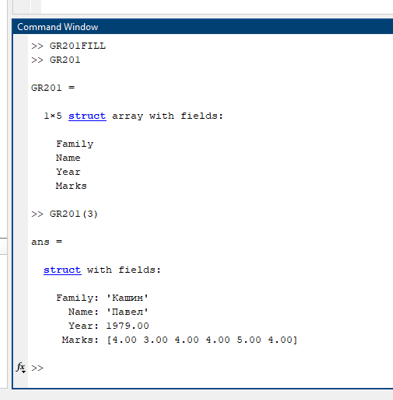 Command Window
>> GR201FILL
>> GR201
GR201 =
1×5 struct array with fields:
Family
Name
Year
Marks
>> GR201(3)
ans =
struct with fields:
Family: 'Кашин'
Name: 'Павел'
Year: 1979.00
Marks: [4.00 3.00 4.00 4.00 5.00 4.00]
fx >>